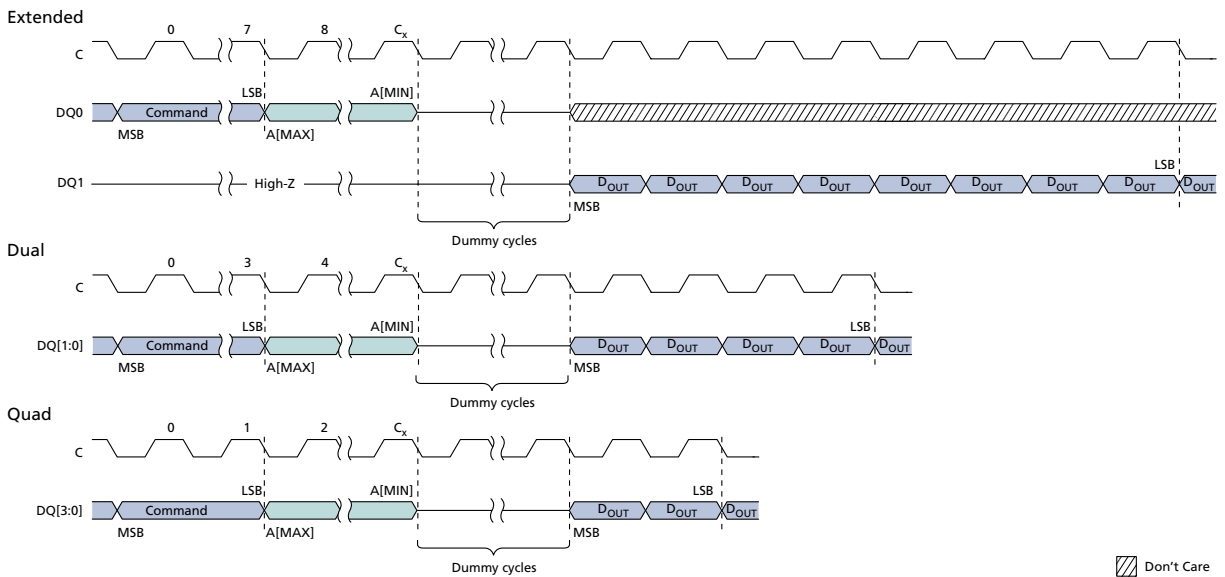 Extended
0 7 8 Cx
C
LSB A[MIN]
DQ0 Command
MSB A[MAX]
LSB
DQ1 High-Z DOUT DOUT DOUT DOUT DOUT DOUT DOUT DOUT DOUT
MSB
Dummy cycles
Dual
0 3 4 Cx
C
LSB A[MIN] LSB
DQ[1:0] Command DOUT DOUT DOUT DOUT DOUT
MSB A[MAX] MSB
Dummy cycles
Quad
0 1 2 Cx
C
LSB A[MIN] LSB
DQ[3:0] Command DOUT DOUT DOUT
MSB A[MAX] MSB
Dummy cycles
Don't Care